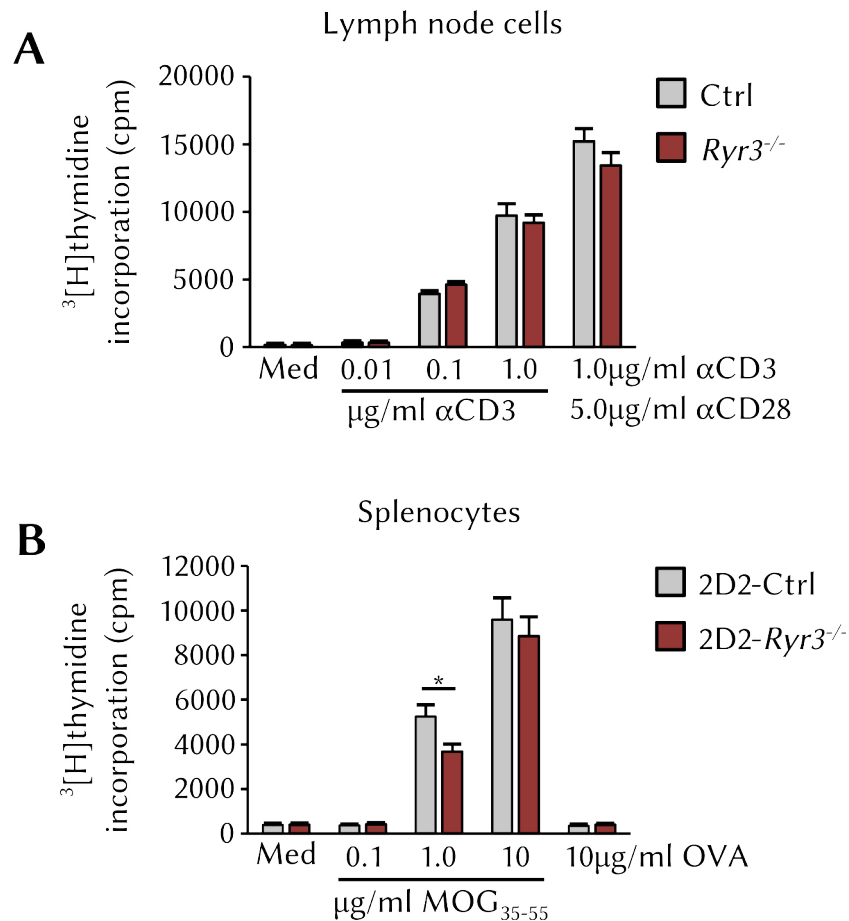 A
Lymph node cells
³[H]thymidine
incorporation (cpm)
20000
15000
10000
5000
0
Ctrl
Ryr3-/-
Med 0.01 0.1 1.0 1.0μg/ml αCD3
μg/ml αCD3 5.0μg/ml αCD28
B
Splenocytes
³[H]thymidine
incorporation (cpm)
12000
10000
8000
6000
4000
2000
0
*
2D2-Ctrl
2D2-Ryr3-/-
Med 0.1 1.0 10 10μg/ml OVA
μg/ml MOG35-55